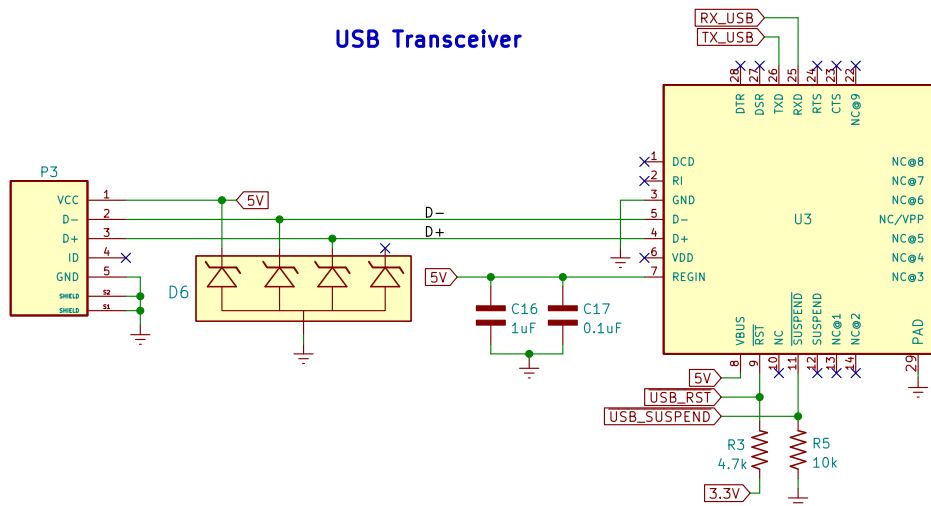 USB Transceiver
RX_USB
TX_USB
28 27 26 25 24 23 22
DTR DSR TXD RXD RTS CTS NC@9
P3
VCC 1
D- 2
D+ 3
ID 4
GND 5
SHIELD S2
SHIELD S1
5V
D-
D+
D6
5V
C16
1uF
C17
0.1uF
1 DCD
2 RI
3 GND
5 D-
4 D+
6 VDD
7 REGIN
U3
NC@8
NC@7
NC@6
NC/VPP
NC@5
NC@4
NC@3
VBUS RST NC SUSPEND SUSPEND NC@1 NC@2 PAD
8 9 10 11 12 13 14 29
5V
USB_RST
USB_SUSPEND
R3
4.7k
R5
10k
3.3V